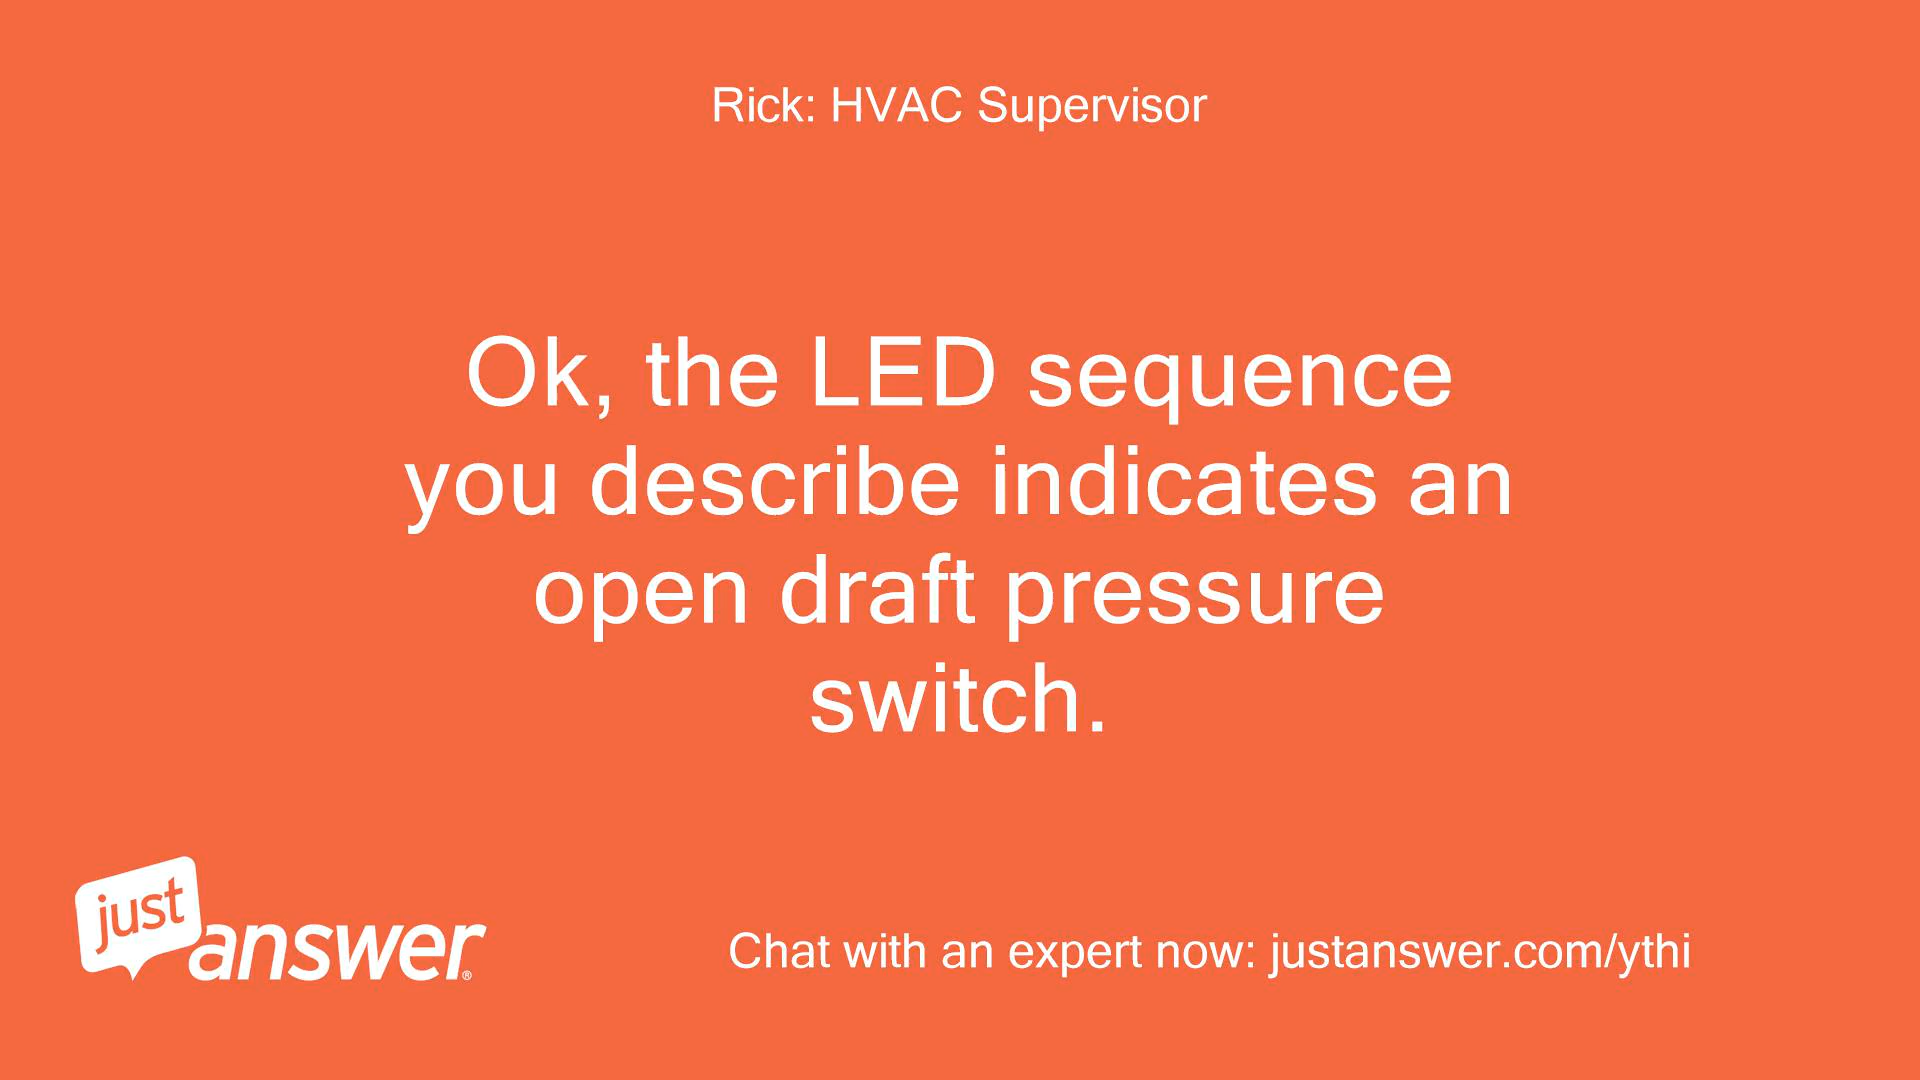 Rick: HVAC Supervisor
Ok, the LED sequence
you describe indicates an
open draft pressure
switch.
just
answer®
Chat with an expert now: justanswer.com/ythi